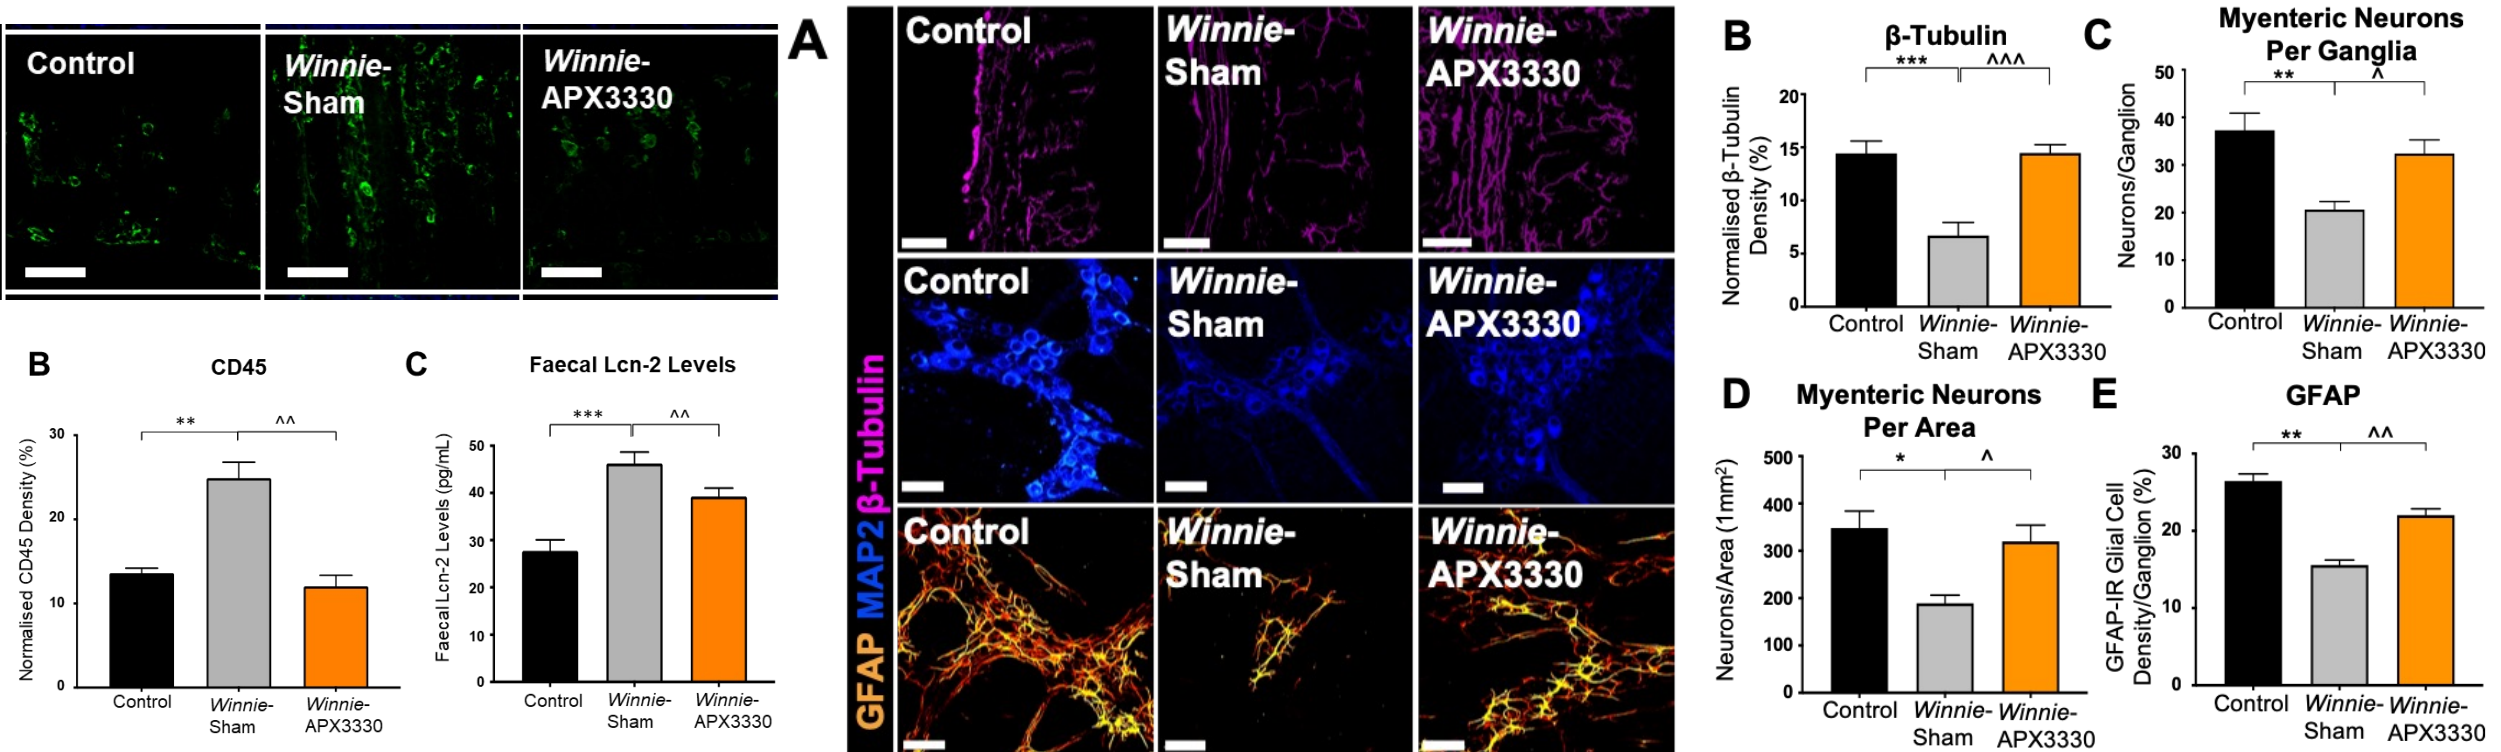 Control
Winnie-
Sham
Winnie-
APX3330
B
CD45
**
^^
Normalised CD45 Density (%)
30
20
10
0
Control
Winnie-
Sham
Winnie-
APX3330
C
Faecal Lcn-2 Levels
***
^^
Faecal Lcn-2 Levels (pg/mL)
50
40
30
20
10
0
Control
Winnie-
Sham
Winnie-
APX3330
A
GFAP MAP2 β-Tubulin
Control
Winnie-
Sham
Winnie-
APX3330
Control
Winnie-
Sham
Winnie-
APX3330
Control
Winnie-
Sham
Winnie-
APX3330
B
β-Tubulin
***
^^^
Normalised β-Tubulin
Density (%)
20
15
10
5
0
Control
Winnie-
Sham
Winnie-
APX3330
C
Myenteric Neurons
Per Ganglia
**
^
Neurons/Ganglion
50
40
30
20
10
0
Control
Winnie-
Sham
Winnie-
APX3330
D
Myenteric Neurons
Per Area
*
^
Neurons/Area (1mm²)
500
400
300
200
100
0
Control
Winnie-
Sham
Winnie-
APX3330
E
GFAP
**
^^
GFAP-IR Glial Cell
Density/Ganglion (%)
30
20
10
0
Control
Winnie-
Sham
Winnie-
APX3330